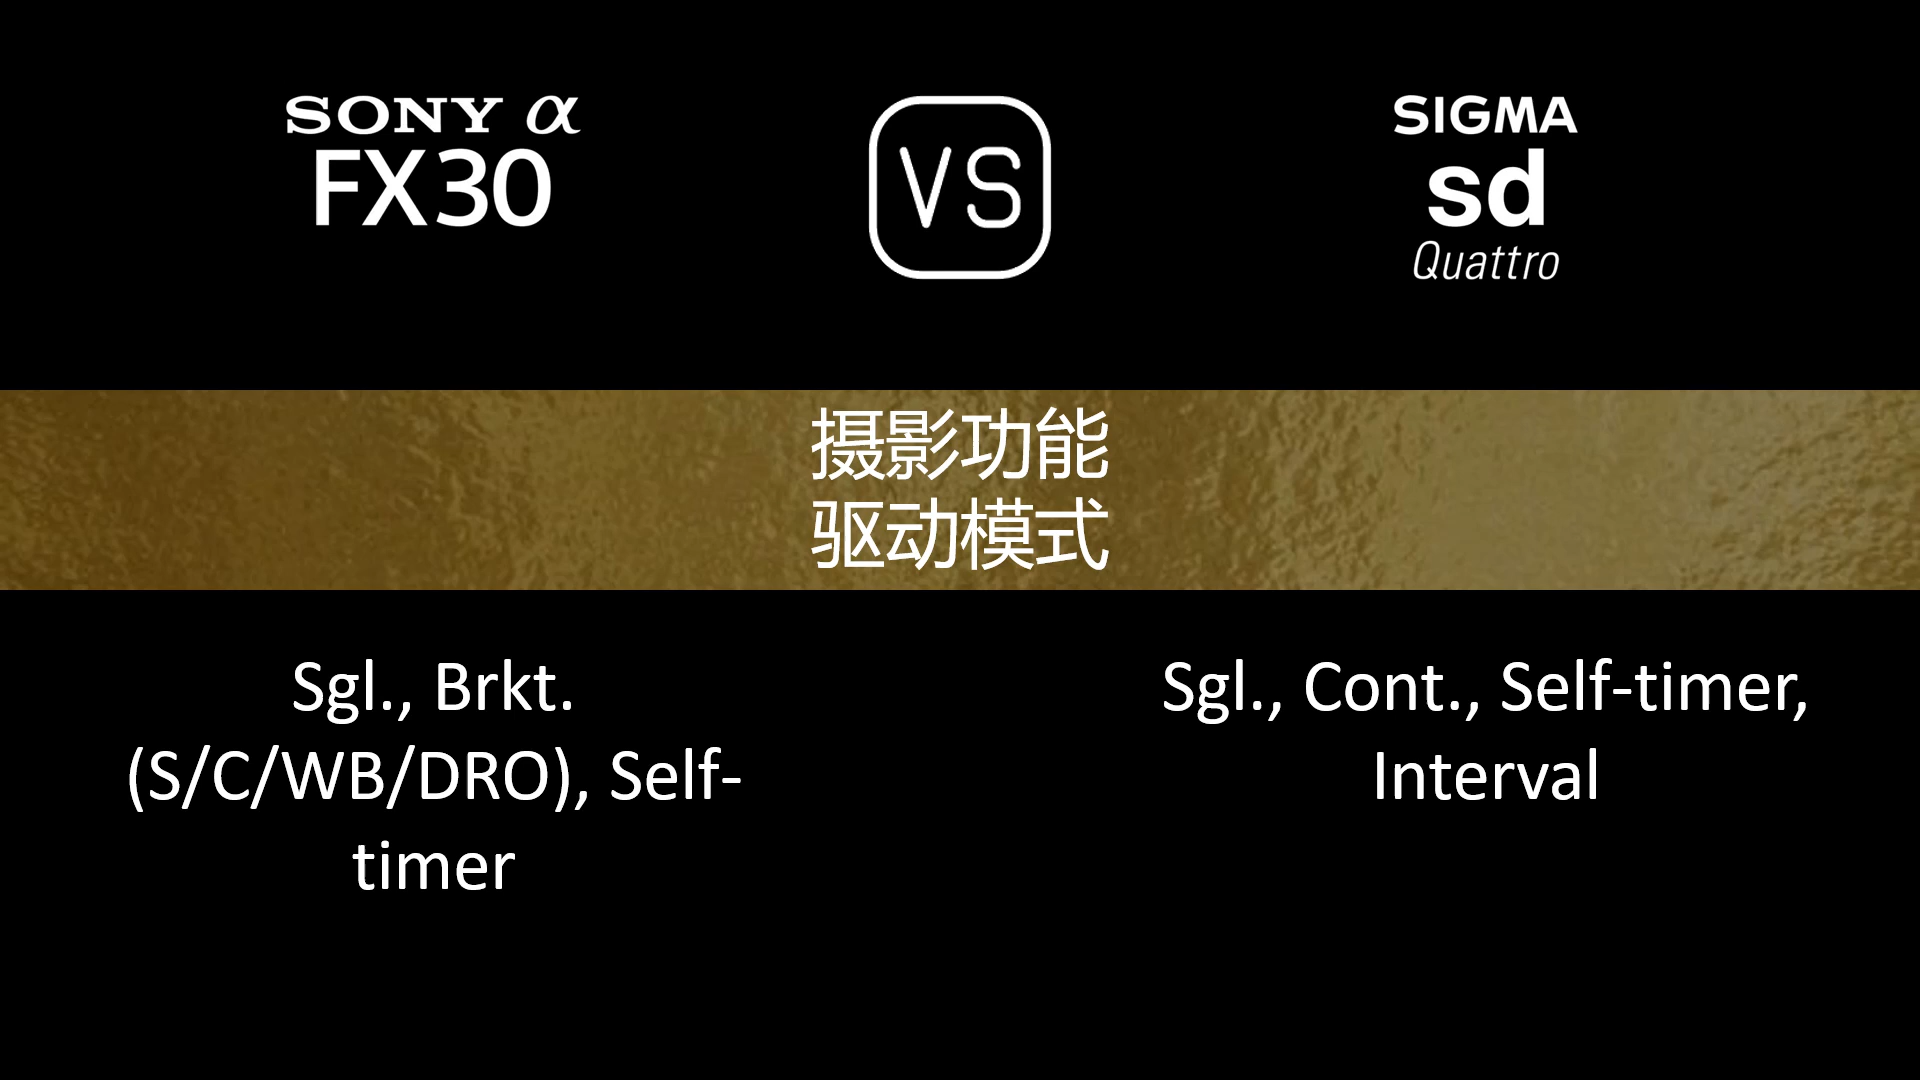 SONY α
FX30
VS
SIGMA
sd
Quattro
摄影功能
驱动模式
Sgl., Brkt.
(S/C/WB/DRO), Self-
timer
Sgl., Cont., Self-timer,
Interval